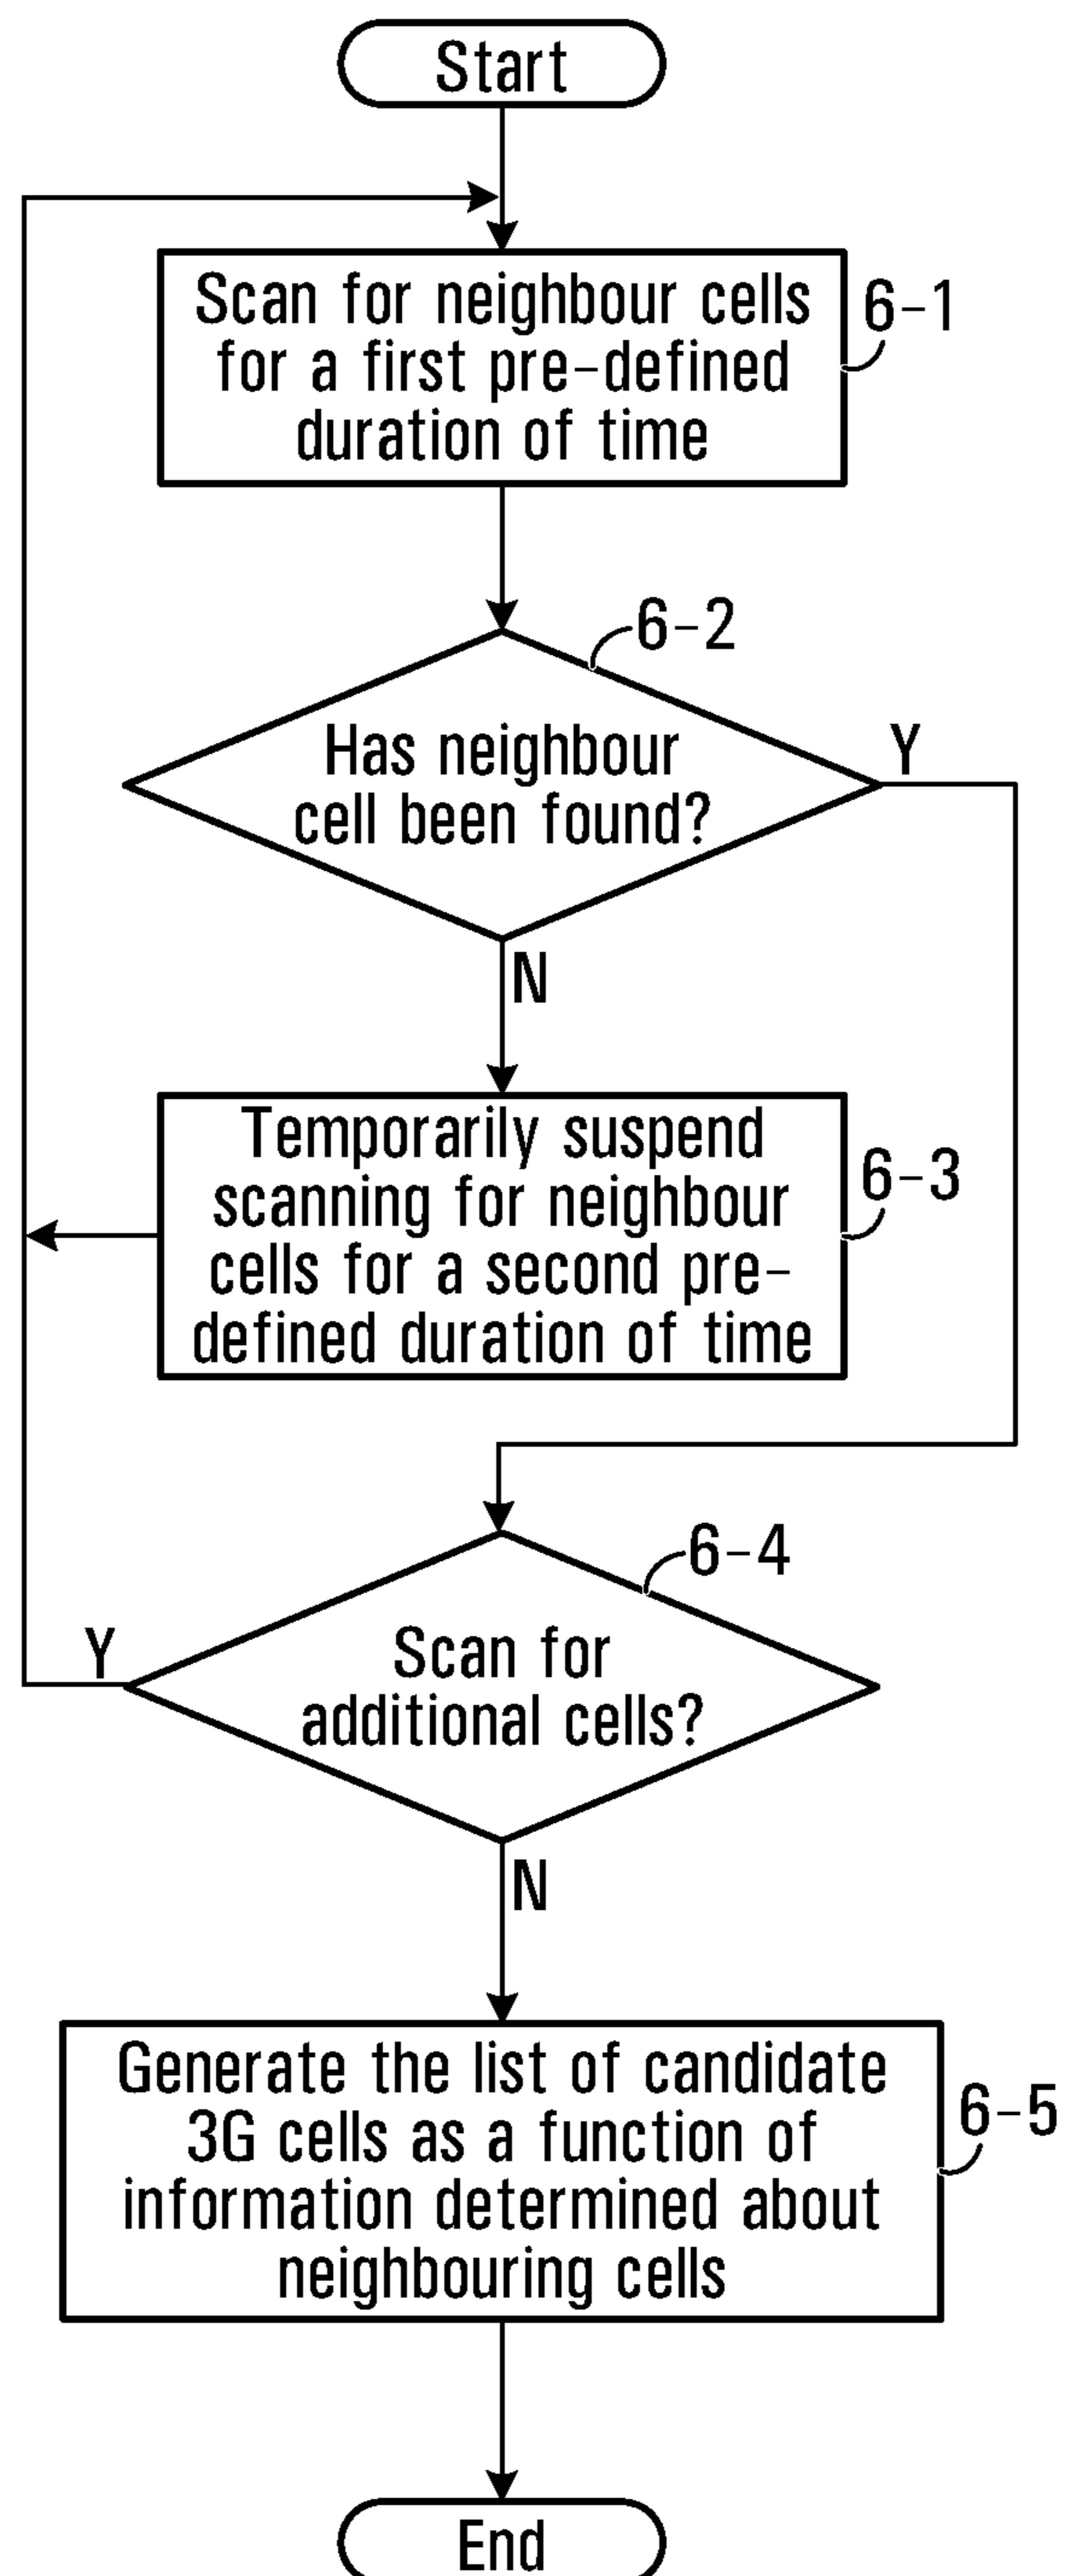 Start
Scan for neighbour cells
for a first pre-defined
duration of time
6-1
6-2
Has neighbour
cell been found?
Y
N
Temporarily suspend
scanning for neighbour
cells for a second pre-
defined duration of time
6-3
6-4
Scan for
additional cells?
Y
N
Generate the list of candidate
3G cells as a function of
information determined about
neighbouring cells
6-5
End